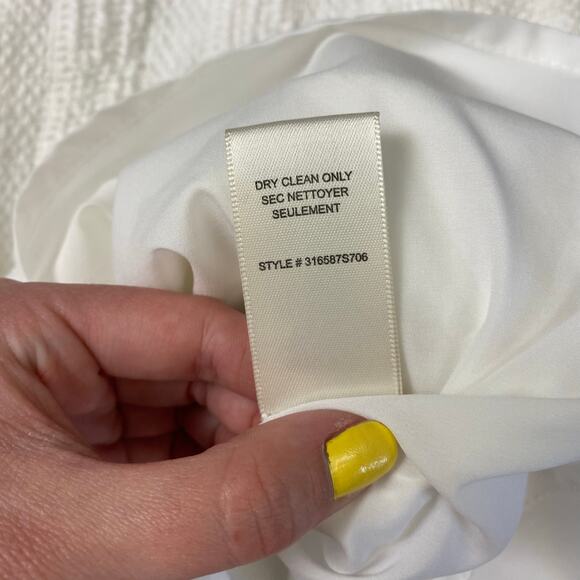 DRY CLEAN ONLY
SEC NETTOYER
SEULEMENT
STYLE # 316587S706